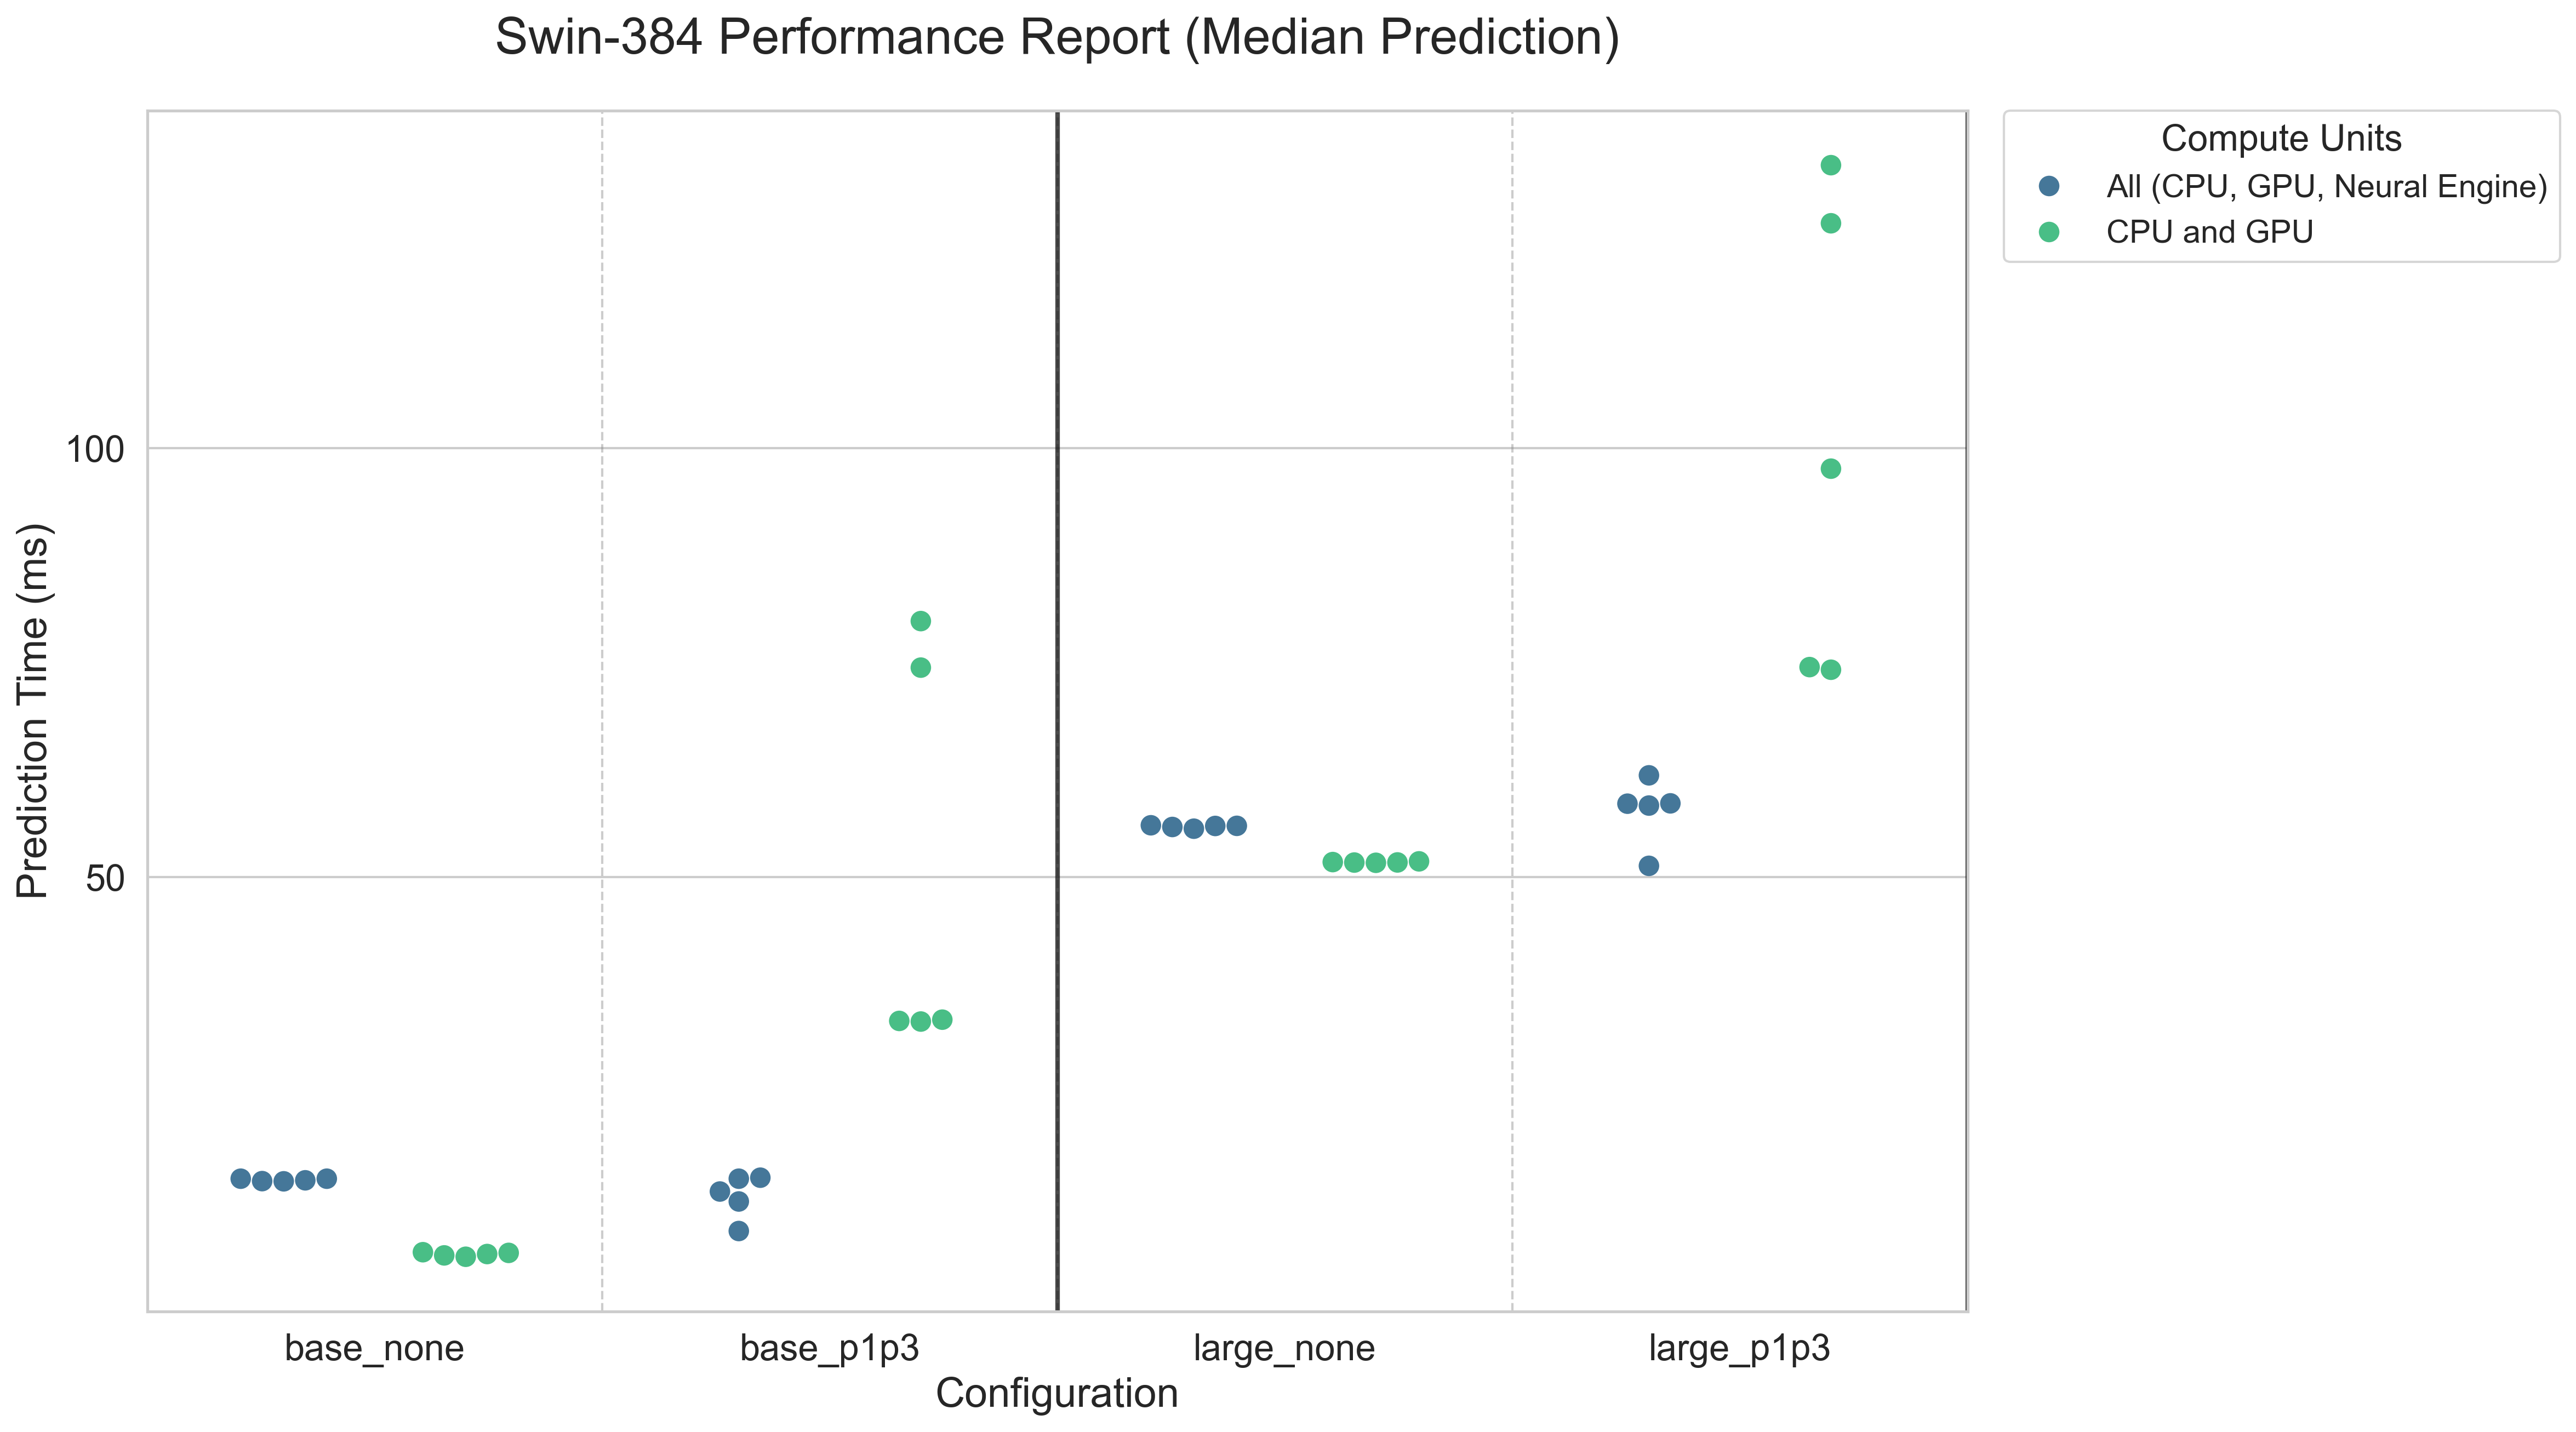 Swin-384 Performance Report (Median Prediction)
Compute Units
All (CPU, GPU, Neural Engine)
CPU and GPU
Prediction Time (ms)
100
50
base_none
base_p1p3
large_none
large_p1p3
Configuration